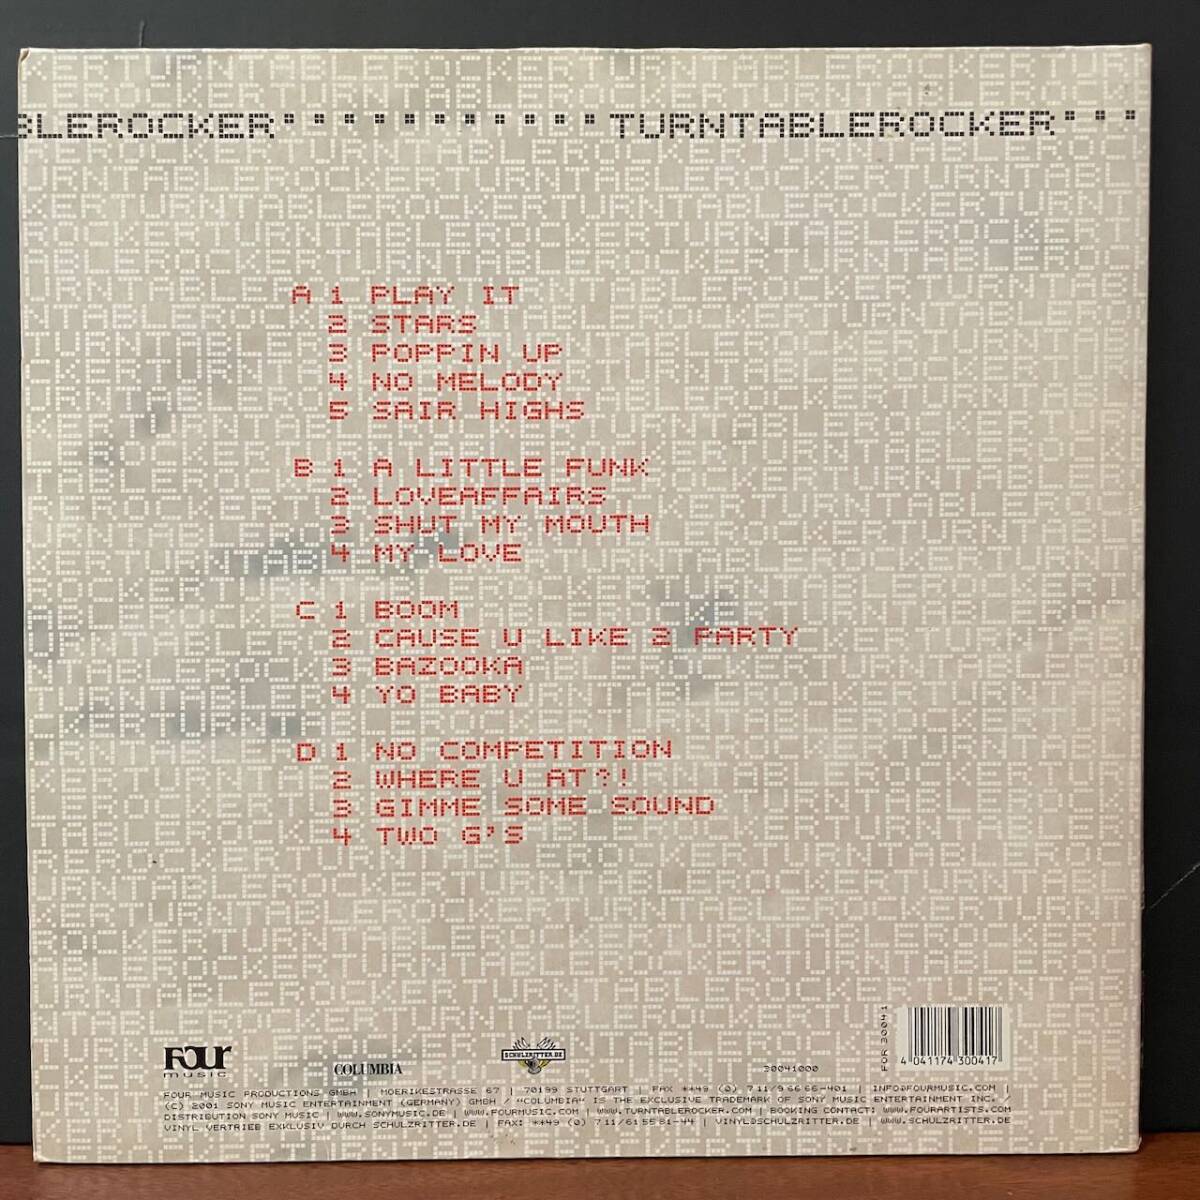 BLEROCKER TURNTABLEROCKER
A 1 PLAY IT
2 STARS
3 POPPIN UP
4 NO MELODY
5 SAIR HIGHS
B 1 A LITTLE FUNK
2 LOVEAFFAIRS
3 SHUT MY MOUTH
4 MY LOVE
C 1 BOOM
2 CAUSE U LIKE 2 PARTY
3 BAZOOKA
4 YO BABY
D 1 NO COMPETITION
2 WHERE U AT?!
3 GIMME SOME SOUND
4 TWO G'S
FOR 3004 1
4 041174 300417
FOUR
music
COLUMBIA
SCHULZRITTER.DE
30041000
FOUR MUSIC PRODUCTIONS GMBH | MOERIKESTRASSE 67 | 70199 STUTTGART | FAX **49 (0) 711/9 66 66-401 | INFO@FOURMUSIC.COM |
(C) 2001 SONY MUSIC ENTERTAINMENT (GERMANY) GMBH / "COLUMBIA" IS THE EXCLUSIVE TRADEMARK OF SONY MUSIC ENTERTAINMENT INC. /
DISTRIBUTION SONY MUSIC | WWW.SONYMUSIC.DE | WWW.FOURMUSIC.COM | WWW.TURNTABLEROCKER.COM | BOOKING CONTACT: WWW.FOURARTISTS.COM
VINYL VERTRIEB EXKLUSIV DURCH SCHULZRITTER.DE | FAX: **49 (0) 711/61 55 81-44 | VINYL@SCHULZRITTER.DE | WWW.SCHULZRITTER.DE